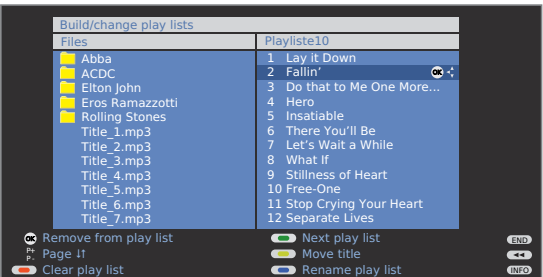 Build/change play lists
Files
Abba
ACDC
Elton John
Eros Ramazzotti
Rolling Stones
Title_1.mp3
Title_2.mp3
Title_3.mp3
Title_4.mp3
Title_5.mp3
Title_6.mp3
Title_7.mp3
Playliste10
1 Lay it Down
2 Fallin’ OK
3 Do that to Me One More...
4 Hero
5 Insatiable
6 There You’ll Be
7 Let’s Wait a While
8 What If
9 Stillness of Heart
10 Free-One
11 Stop Crying Your Heart
12 Separate Lives
OK Remove from play list
P+ P- Page ↓↑
Clear play list
Next play list
Move title
Rename play list
END
◄◄
INFO